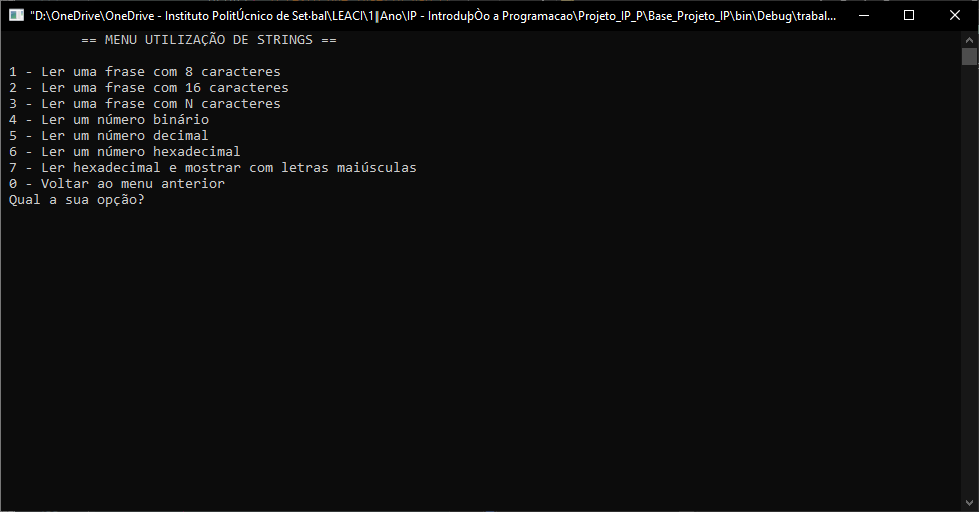 "D:\OneDrive\OneDrive - Instituto PolitÚcnico de Set·bal\LEACI\1║Ano\IP - IntroduþÒo a Programacao\Projeto_IP_P\Base_Projeto_IP\bin\Debug\trabal...
== MENU UTILIZAÇÃO DE STRINGS ==
1 - Ler uma frase com 8 caracteres
2 - Ler uma frase com 16 caracteres
3 - Ler uma frase com N caracteres
4 - Ler um número binário
5 - Ler um número decimal
6 - Ler um número hexadecimal
7 - Ler hexadecimal e mostrar com letras maiúsculas
0 - Voltar ao menu anterior
Qual a sua opção?